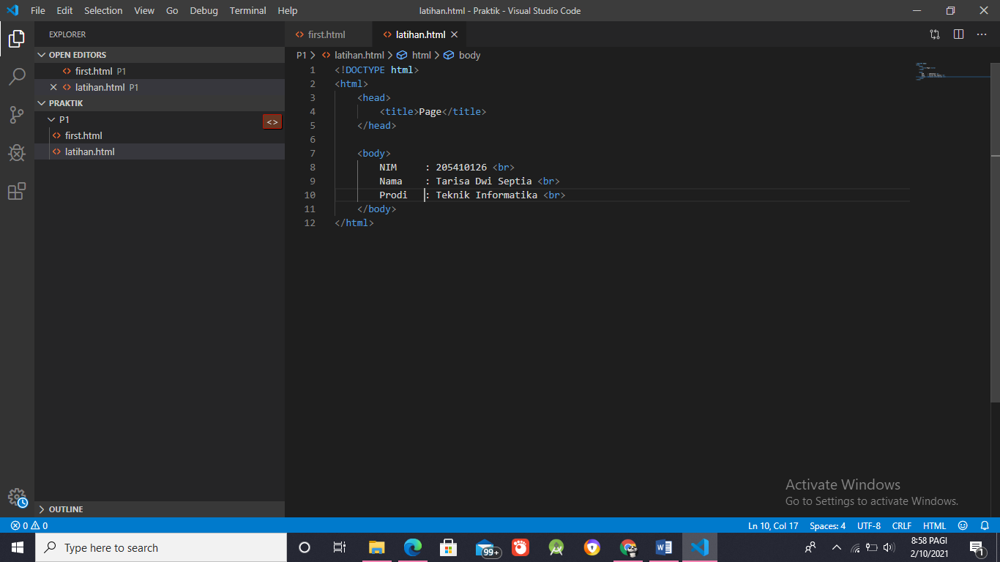 File Edit Selection View Go Debug Terminal Help
latihan.html - Praktik - Visual Studio Code
EXPLORER
OPEN EDITORS
first.html P1
latihan.html P1
PRAKTIK
P1
first.html
latihan.html
OUTLINE
first.html latihan.html
P1 > latihan.html > html > body
1 <!DOCTYPE html>
2 <html>
3 <head>
4 <title>Page</title>
5 </head>
6
7 <body>
8 NIM : 205410126 <br>
9 Nama : Tarisa Dwi Septia <br>
10 Prodi : Teknik Informatika <br>
11 </body>
12 </html>
Activate Windows
Go to Settings to activate Windows.
0 0 Ln 10, Col 17 Spaces: 4 UTF-8 CRLF HTML
Type here to search
99+
8:58 PAGI
2/10/2021
1